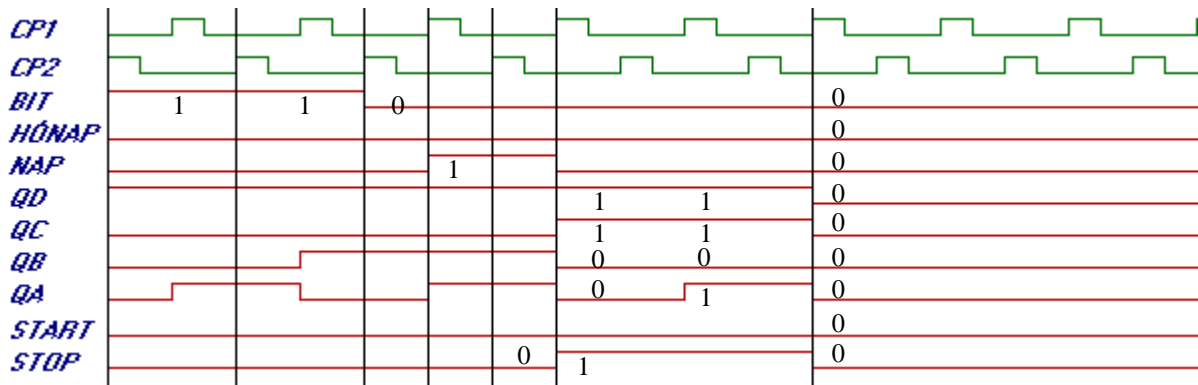 CP1
CP2
BIT 1 1 0 0
HÓNAP 0
NAP 1 0
QD 1 1 0
QC 1 1 0
QB 0 0 0
QA 0 1 0
START 0
STOP 0 1 0